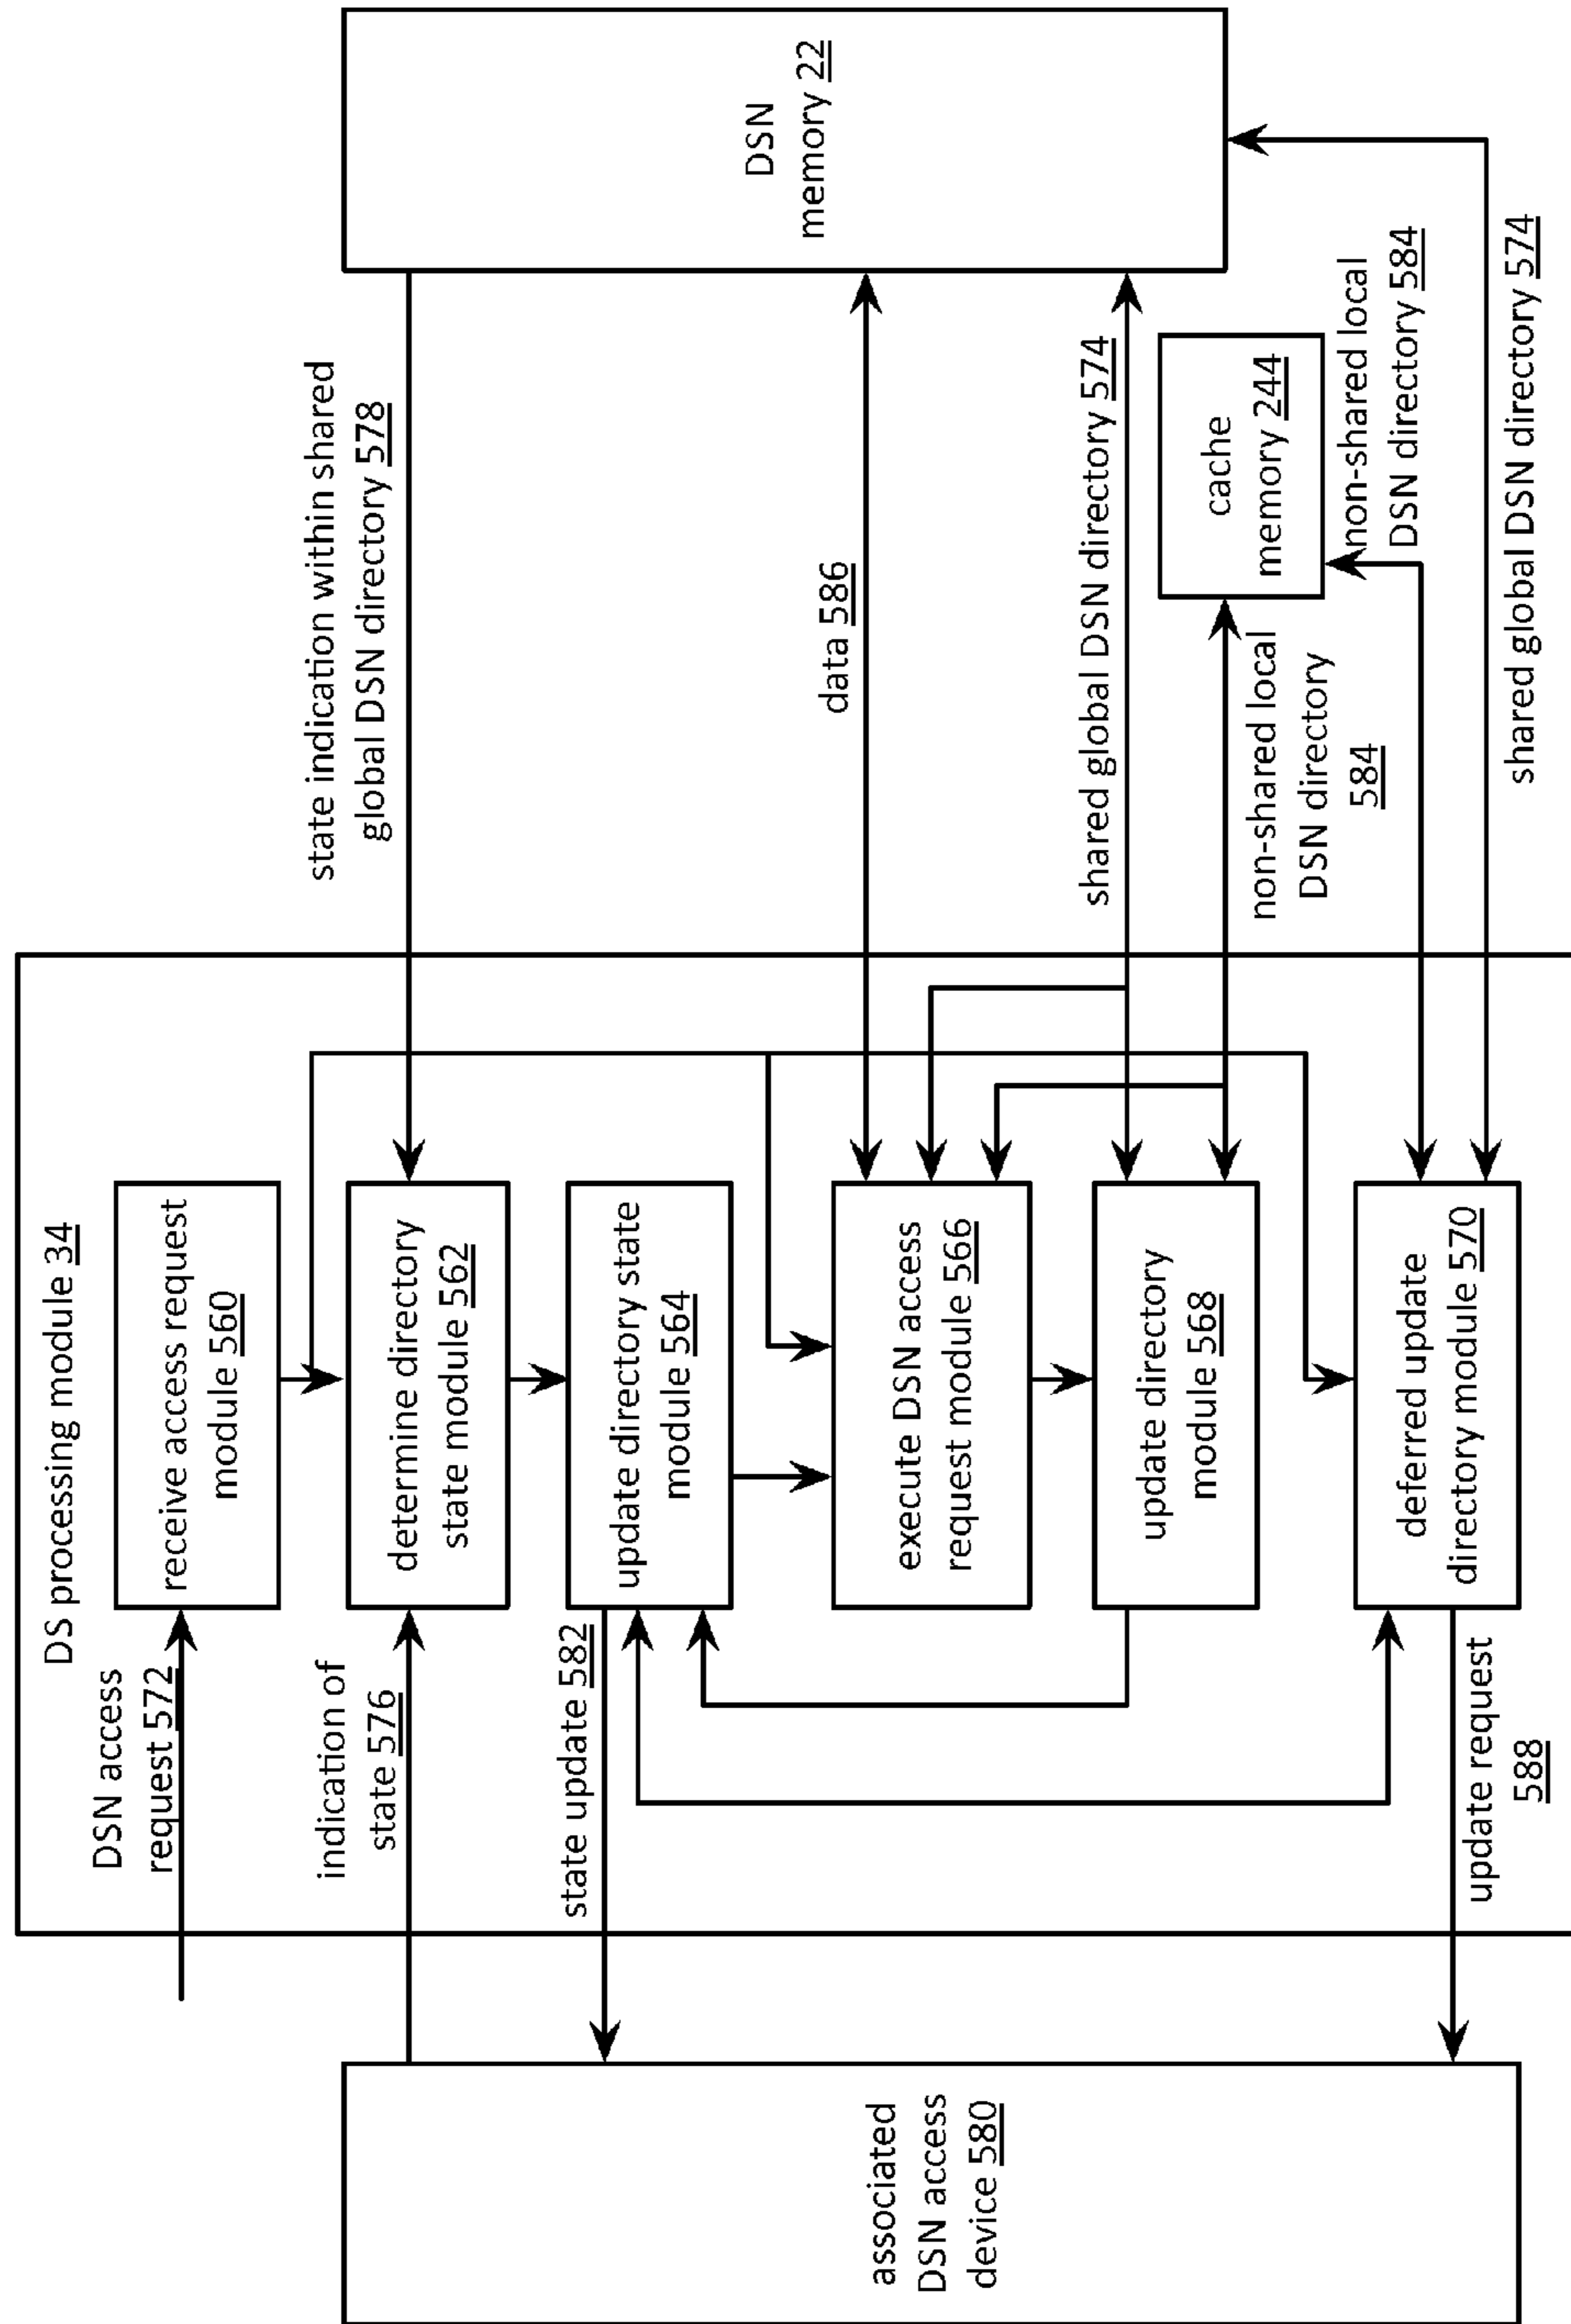 DS processing module 34
DSN access
request 572
receive access request
module 560
indication of
state 576
determine directory
state module 562
state indication within shared
global DSN directory 578
state update 582
update directory state
module 564
associated
DSN access
device 580
execute DSN access
request module 566
data 586
DSN
memory 22
update directory
module 568
shared global DSN directory 574
non-shared local
DSN directory
584
cache
memory 244
non-shared local
DSN directory 584
deferred update
directory module 570
update request
588
shared global DSN directory 574